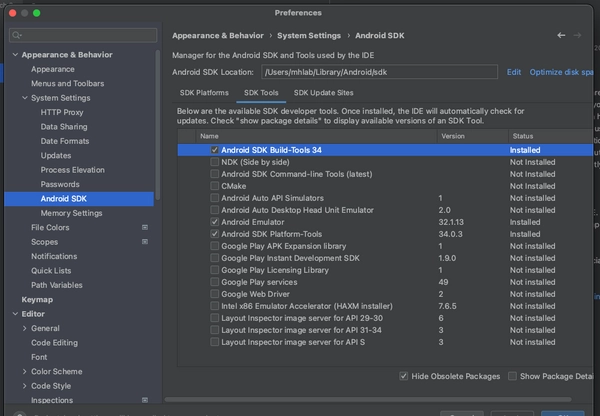 Preferences
Appearance & Behavior
Appearance
Menus and Toolbars
System Settings
HTTP Proxy
Data Sharing
Date Formats
Updates
Process Elevation
Passwords
Android SDK
Memory Settings
File Colors
Scopes
Notifications
Quick Lists
Path Variables
Keymap
Editor
General
Code Editing
Font
Color Scheme
Code Style
Inspections
Appearance & Behavior > System Settings > Android SDK
Manager for the Android SDK and Tools used by the IDE
Android SDK Location: /Users/mhlab/Library/Android/sdk Edit Optimize disk spa
SDK Platforms SDK Tools SDK Update Sites
Below are the available SDK developer tools. Once installed, the IDE will automatically check for
updates. Check "show package details" to display available versions of an SDK Tool.
Name Version Status
Android SDK Build-Tools 34 Installed
NDK (Side by side) Not Installed
Android SDK Command-line Tools (latest) Not Installed
CMake Not Installed
Android Auto API Simulators 1 Not installed
Android Auto Desktop Head Unit Emulator 2.0 Not installed
Android Emulator 32.1.13 Installed
Android SDK Platform-Tools 34.0.3 Installed
Google Play APK Expansion library 1 Not installed
Google Play Instant Development SDK 1.9.0 Not installed
Google Play Licensing Library 1 Not installed
Google Play services 49 Not installed
Google Web Driver 2 Not installed
Intel x86 Emulator Accelerator (HAXM installer) 7.6.5 Not installed
Layout Inspector image server for API 29-30 6 Not installed
Layout Inspector image server for API 31-34 3 Not installed
Layout Inspector image server for API S 3 Not installed
Hide Obsolete Packages Show Package Detai